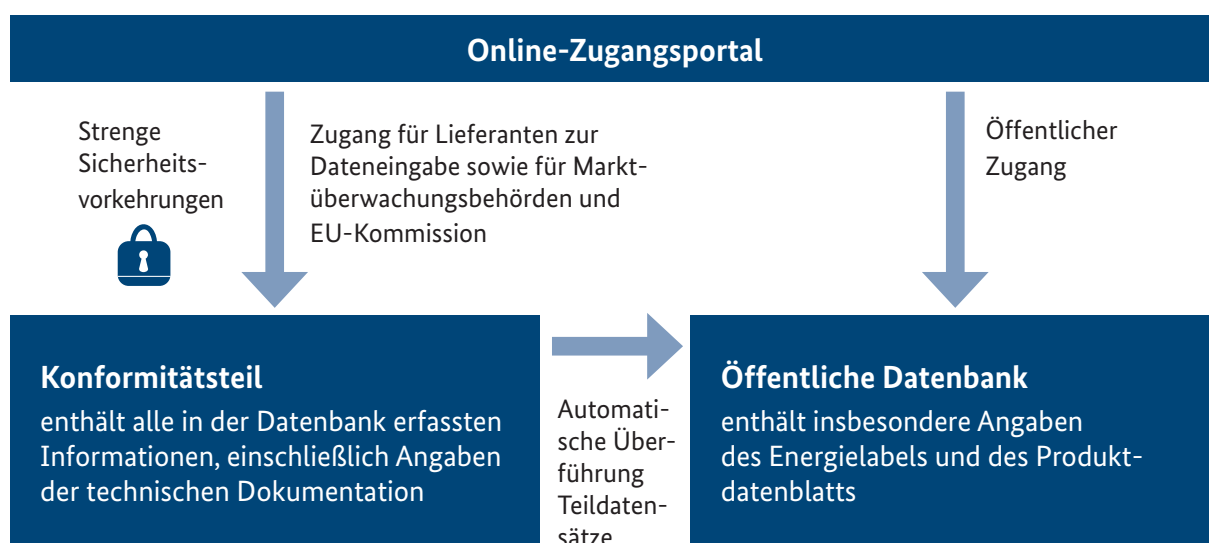 Online-Zugangsportal
Strenge
Sicherheits-
vorkehrungen
Zugang für Lieferanten zur
Dateneingabe sowie für Markt-
überwachungsbehörden und
EU-Kommission
Öffentlicher
Zugang
Konformitätsteil
enthält alle in der Datenbank erfassten
Informationen, einschließlich Angaben
der technischen Dokumentation
Automati-
sche Über-
führung
Teildaten-
sätze
Öffentliche Datenbank
enthält insbesondere Angaben
des Energielabels und des Produkt-
datenblatts